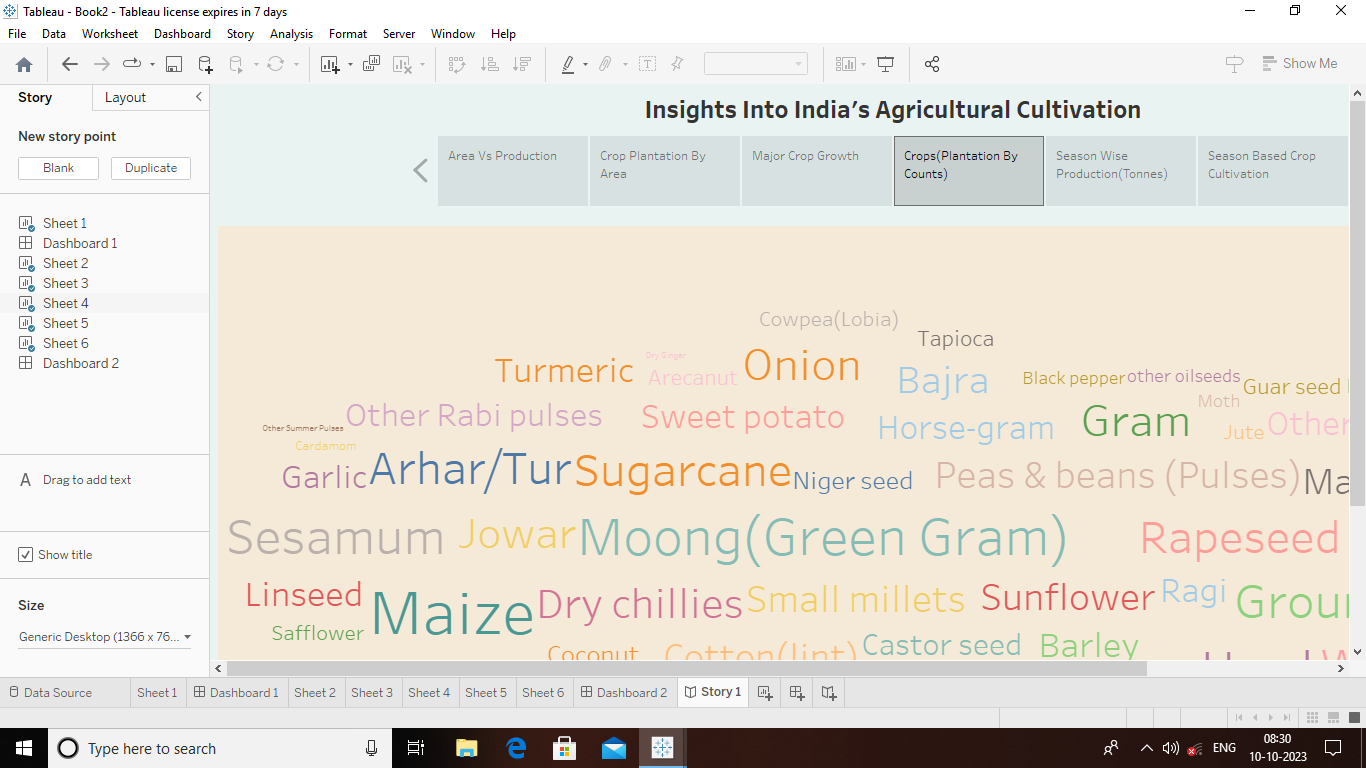 Tableau - Book2 - Tableau license expires in 7 days
File Data Worksheet Dashboard Story Analysis Format Server Window Help
Show Me
Story Layout
New story point
Blank Duplicate
Sheet 1
Dashboard 1
Sheet 2
Sheet 3
Sheet 4
Sheet 5
Sheet 6
Dashboard 2
A Drag to add text
Show title
Size
Generic Desktop (1366 x 76...
Insights Into India's Agricultural Cultivation
Area Vs Production
Crop Plantation By
Area
Major Crop Growth
Crops(Plantation By
Counts)
Season Wise
Production(Tonnes)
Season Based Crop
Cultivation
Cowpea(Lobia)
Tapioca
Dry Ginger
Turmeric Arecanut Onion Bajra Black pepper other oilseeds Guar seed
Moth
Other Rabi pulses Sweet potato Horse-gram Gram Jute Other
Other Summer Pulses
Cardamom
Garlic Arhar/Tur Sugarcane Niger seed Peas & beans (Pulses) Ma
Sesamum Jowar Moong(Green Gram) Rapeseed
Linseed Maize Dry chillies Small millets Sunflower Ragi Grour
Safflower
Coconut Cotton(lint) Castor seed Barley
Data Source Sheet 1 Dashboard 1 Sheet 2 Sheet 3 Sheet 4 Sheet 5 Sheet 6 Dashboard 2 Story 1
Type here to search
ENG
08:30
10-10-2023